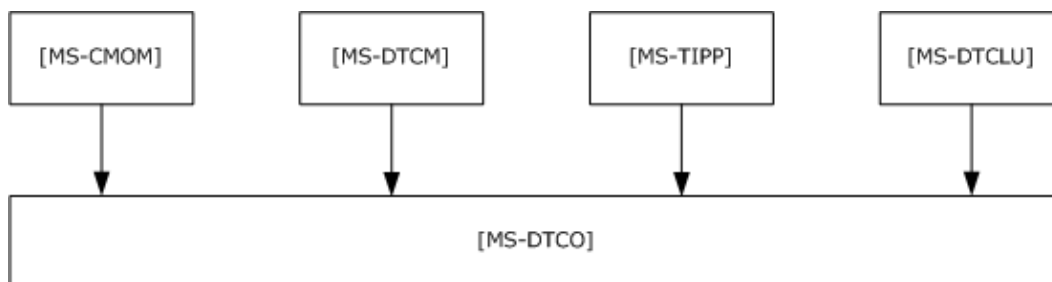 [MS-CMOM]
[MS-DTCM]
[MS-TIPP]
[MS-DTCLU]
[MS-DTCO]